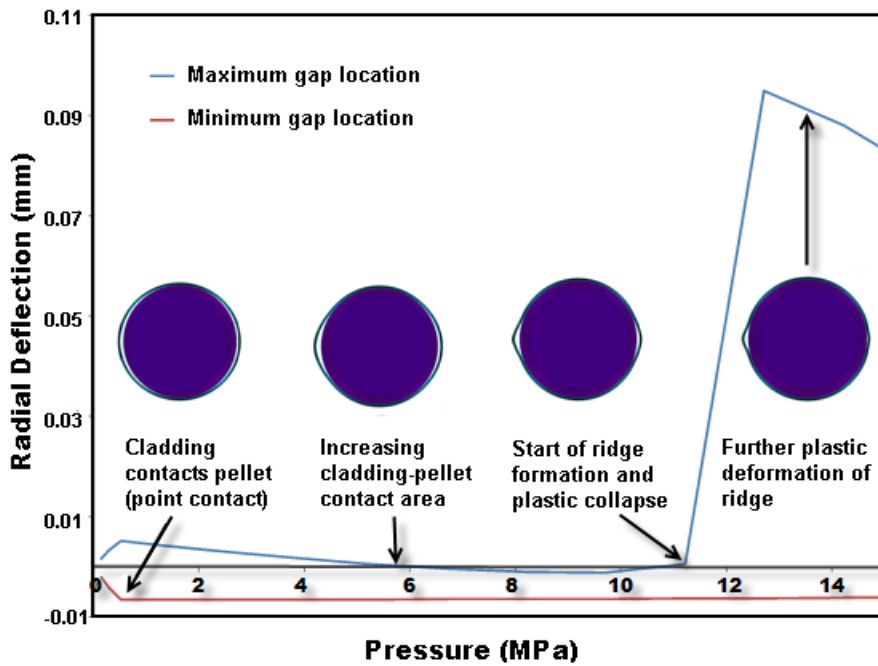 0.11
Maximum gap location
Minimum gap location
0.09
0.07
0.05
0.03
0.01
-0.01
Radial Deflection (mm)
Cladding
contacts pellet
(point contact)
Increasing
cladding-pellet
contact area
Start of ridge
formation and
plastic collapse
Further plastic
deformation of
ridge
0 2 4 6 8 10 12 14
Pressure (MPa)